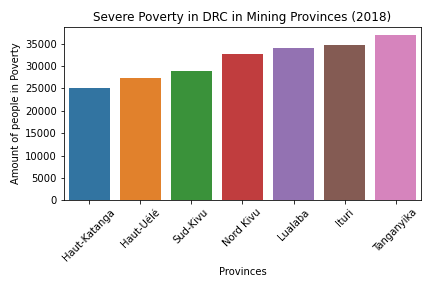 Severe Poverty in DRC in Mining Provinces (2018)
Amount of people in Poverty
35000
30000
25000
20000
15000
10000
5000
0
Haut-Katanga
Haut-Uélé
Sud-Kivu
Nord Kivu
Lualaba
Ituri
Tanganyika
Provinces